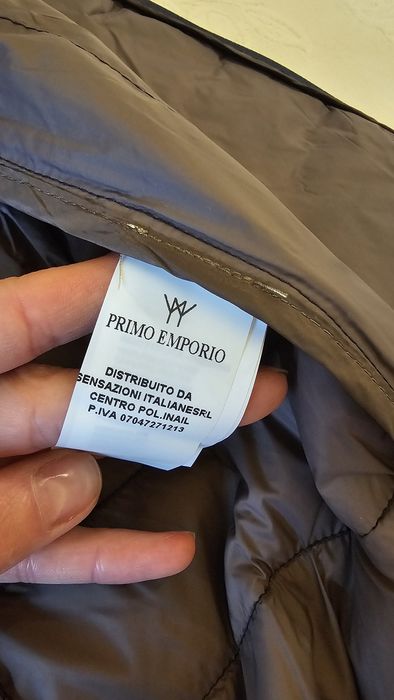 PRIMO EMPORIO
DISTRIBUITO DA
SENSAZIONI ITALIANESRL
CENTRO POL.INAIL
P.IVA 07047271213